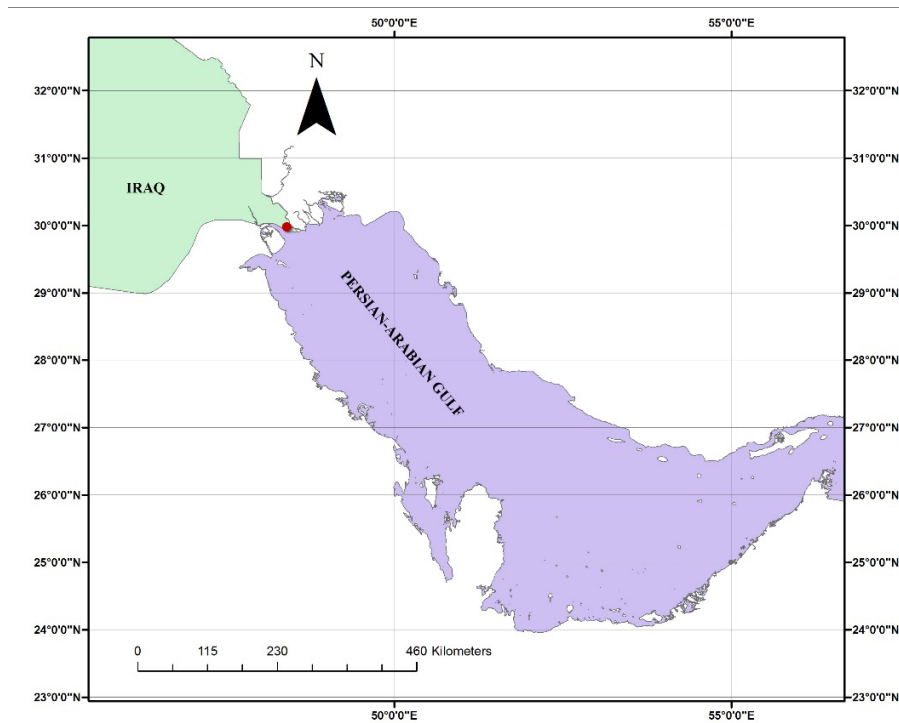 50°0'0"E 55°0'0"E
N
32°0'0"N 32°0'0"N
31°0'0"N 31°0'0"N
IRAQ
30°0'0"N 30°0'0"N
29°0'0"N 29°0'0"N
PERSIAN-ARABIAN GULF
28°0'0"N 28°0'0"N
27°0'0"N 27°0'0"N
26°0'0"N 26°0'0"N
25°0'0"N 25°0'0"N
24°0'0"N 24°0'0"N
0 115 230 460 Kilometers
23°0'0"N 23°0'0"N
50°0'0"E 55°0'0"E